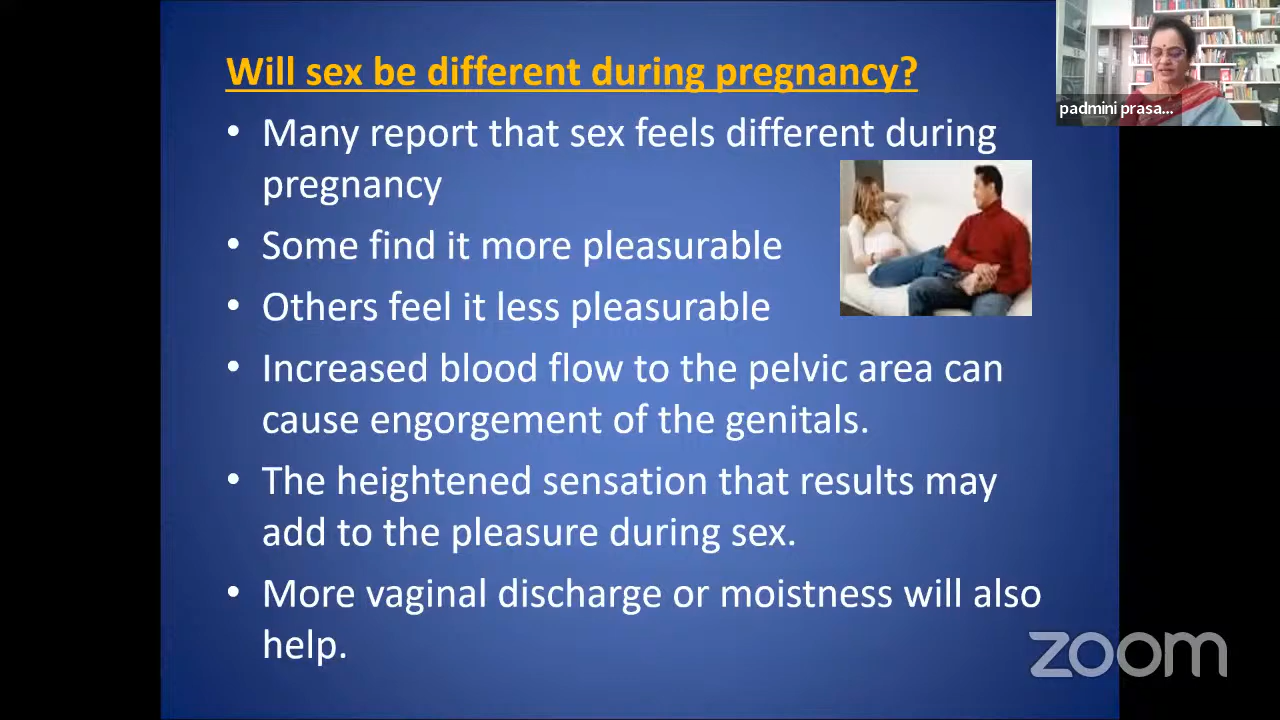 Will sex be different during pregnancy?
• Many report that sex feels different during
pregnancy
• Some find it more pleasurable
• Others feel it less pleasurable
• Increased blood flow to the pelvic area can
cause engorgement of the genitals.
• The heightened sensation that results may
add to the pleasure during sex.
• More vaginal discharge or moistness will also
help.
padmini prasa...
zoom